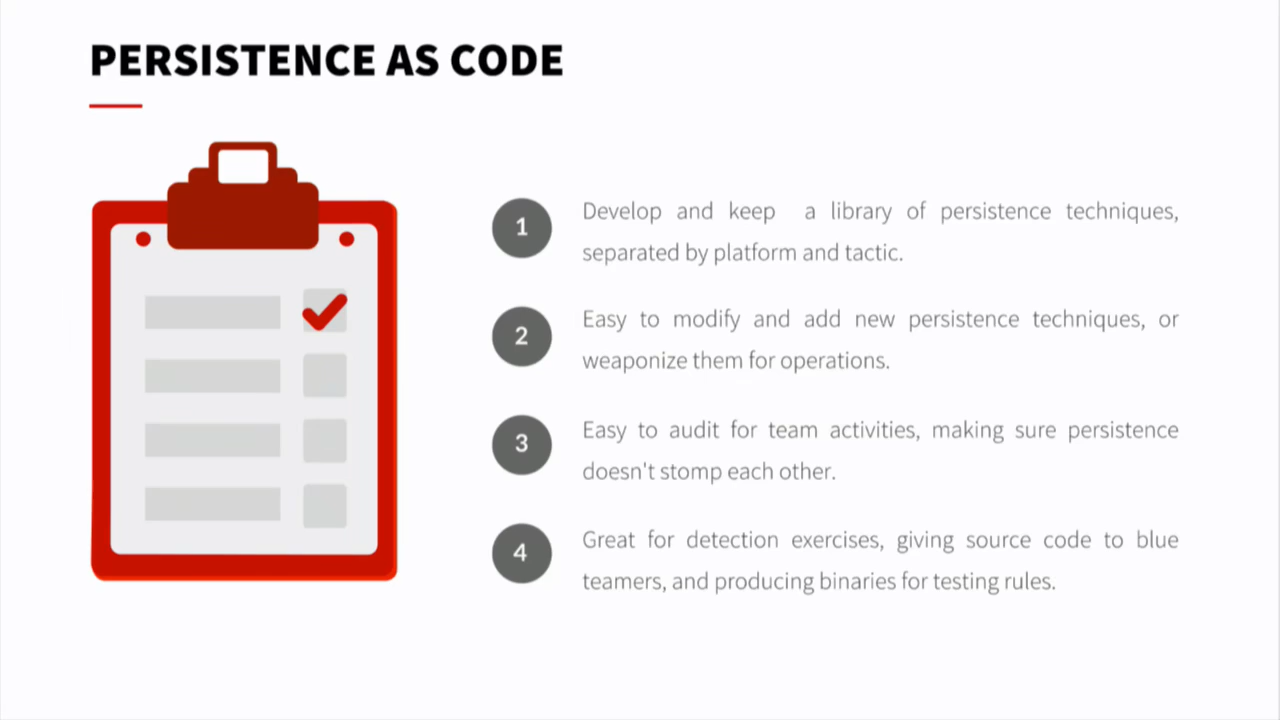 PERSISTENCE AS CODE
1
Develop and keep a library of persistence techniques,
separated by platform and tactic.
2
Easy to modify and add new persistence techniques, or
weaponize them for operations.
3
Easy to audit for team activities, making sure persistence
doesn't stomp each other.
4
Great for detection exercises, giving source code to blue
teamers, and producing binaries for testing rules.